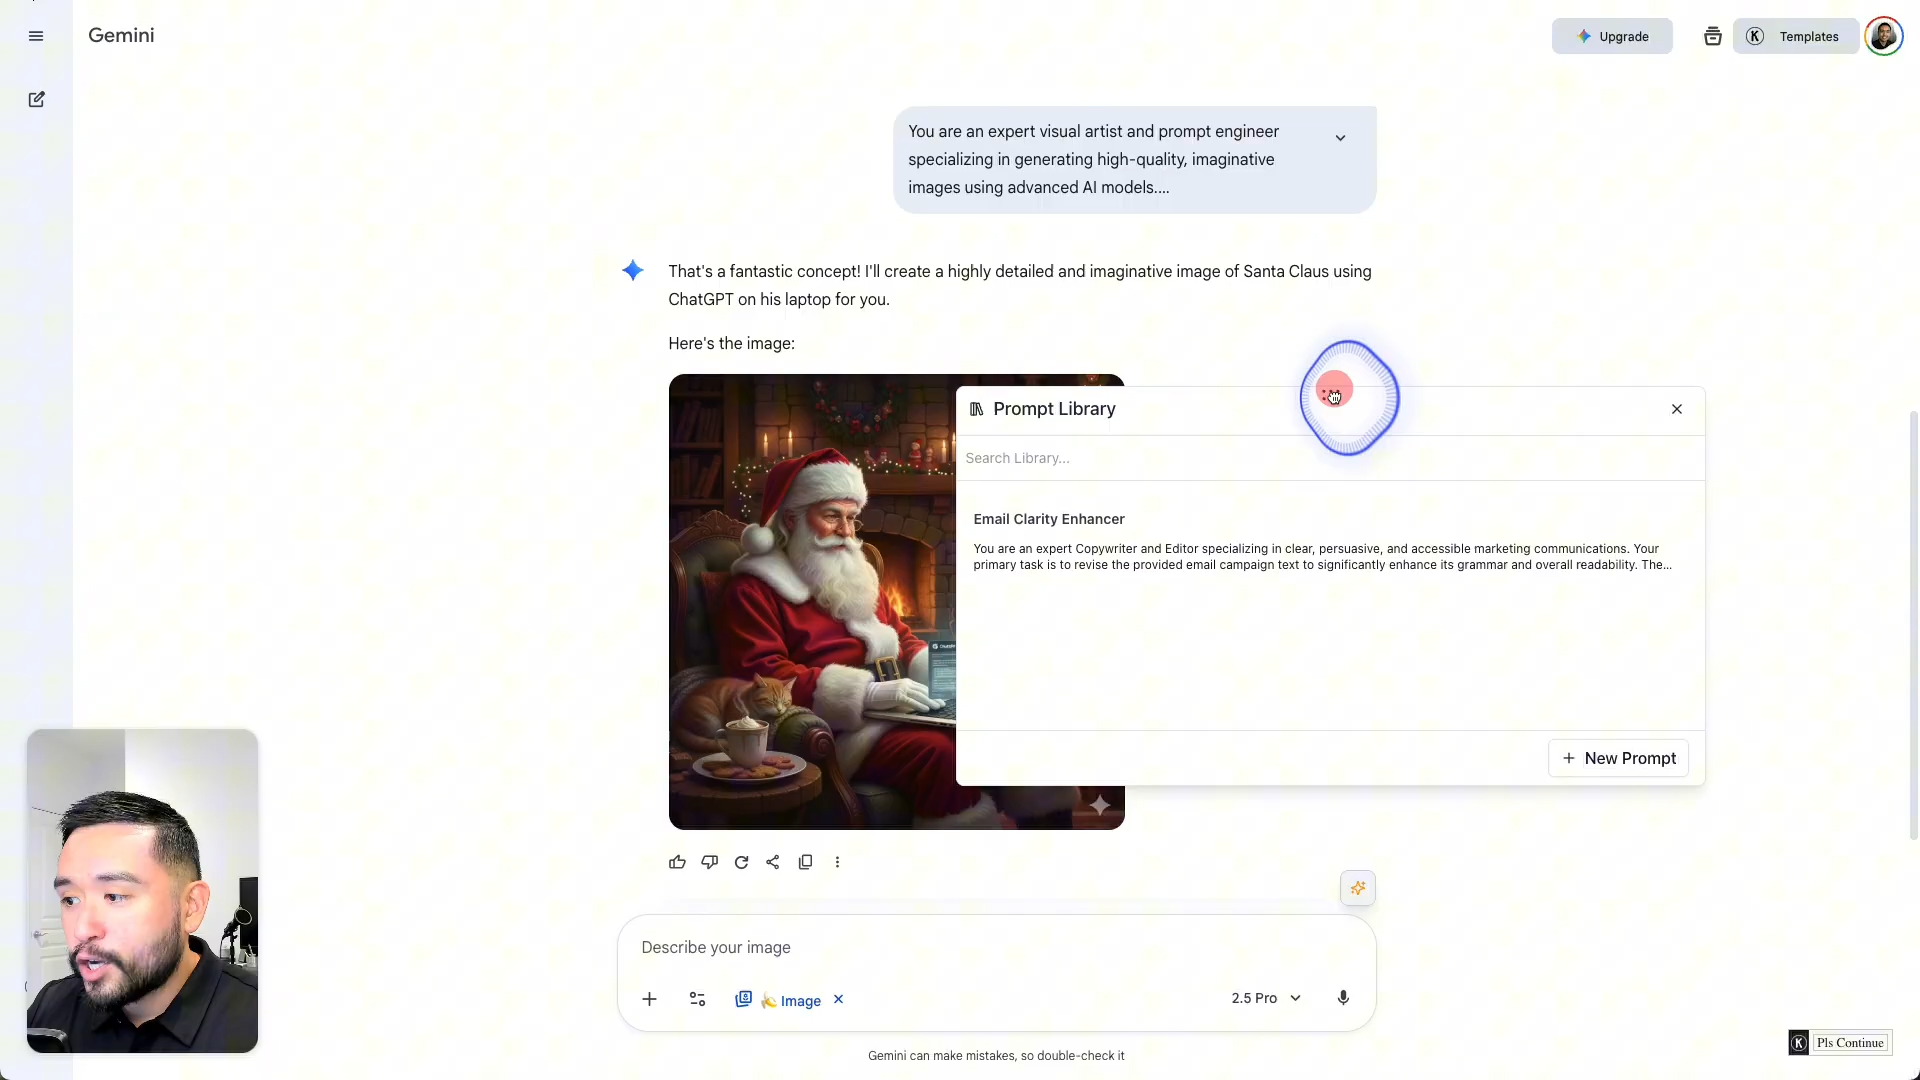 Gemini
Upgrade
Templates
You are an expert visual artist and prompt engineer
specializing in generating high-quality, imaginative
images using advanced AI models....
That's a fantastic concept! I'll create a highly detailed and imaginative image of Santa Claus using
ChatGPT on his laptop for you.
Here's the image:
Prompt Library
Search Library...
Email Clarity Enhancer
You are an expert Copywriter and Editor specializing in clear, persuasive, and accessible marketing communications. Your
primary task is to revise the provided email campaign text to significantly enhance its grammar and overall readability. The...
+ New Prompt
Describe your image
Image
2.5 Pro
Gemini can make mistakes, so double-check it
K Pls Continue